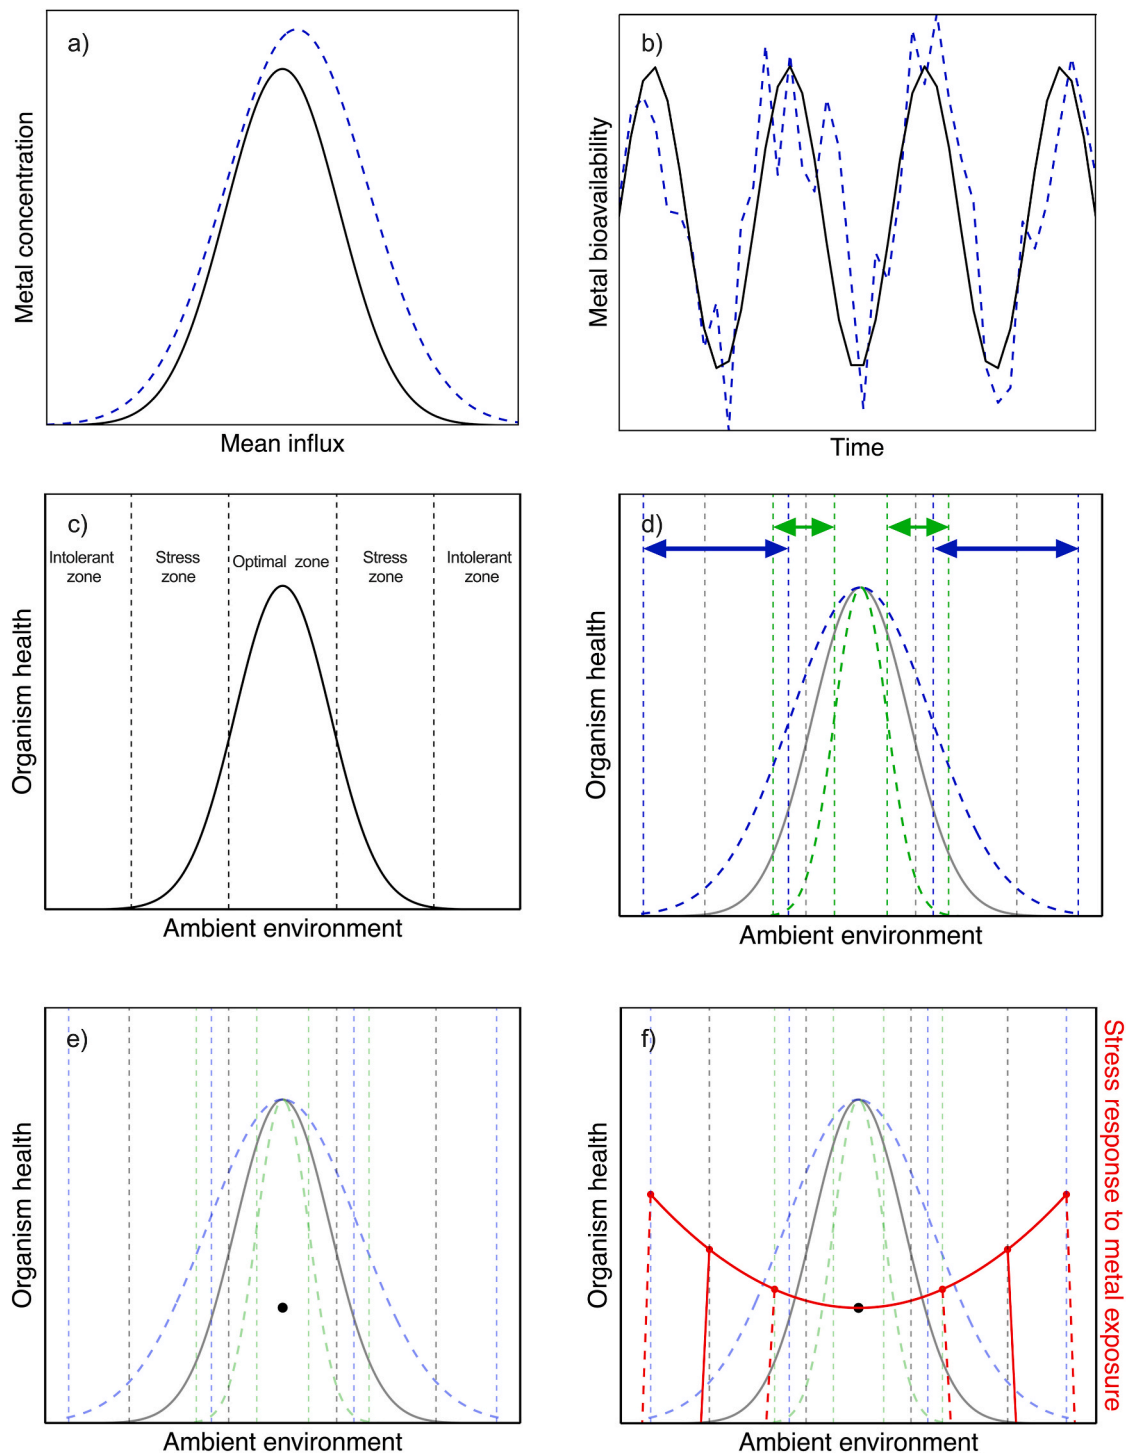 a)
Metal concentration
Mean influx
b)
Metal bioavailability
Time
c)
Intolerant
zone
Stress
zone
Optimal zone
Stress
zone
Intolerant
zone
Organism health
Ambient environment
d)
Organism health
Ambient environment
e)
Organism health
Ambient environment
f)
Organism health
Stress response to metal exposure
Ambient environment